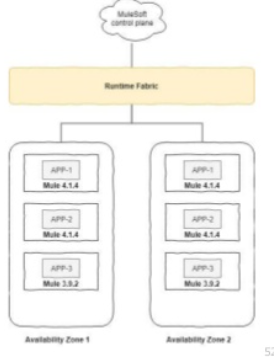 MuleSoft
control plane
Runtime Fabric
APP-1
Mule 4.1.4
APP-2
Mule 4.1.4
APP-3
Mule 3.9.2
Availability Zone 1
APP-1
Mule 4.1.4
APP-2
Mule 4.1.4
APP-3
Mule 3.9.2
Availability Zone 2
52